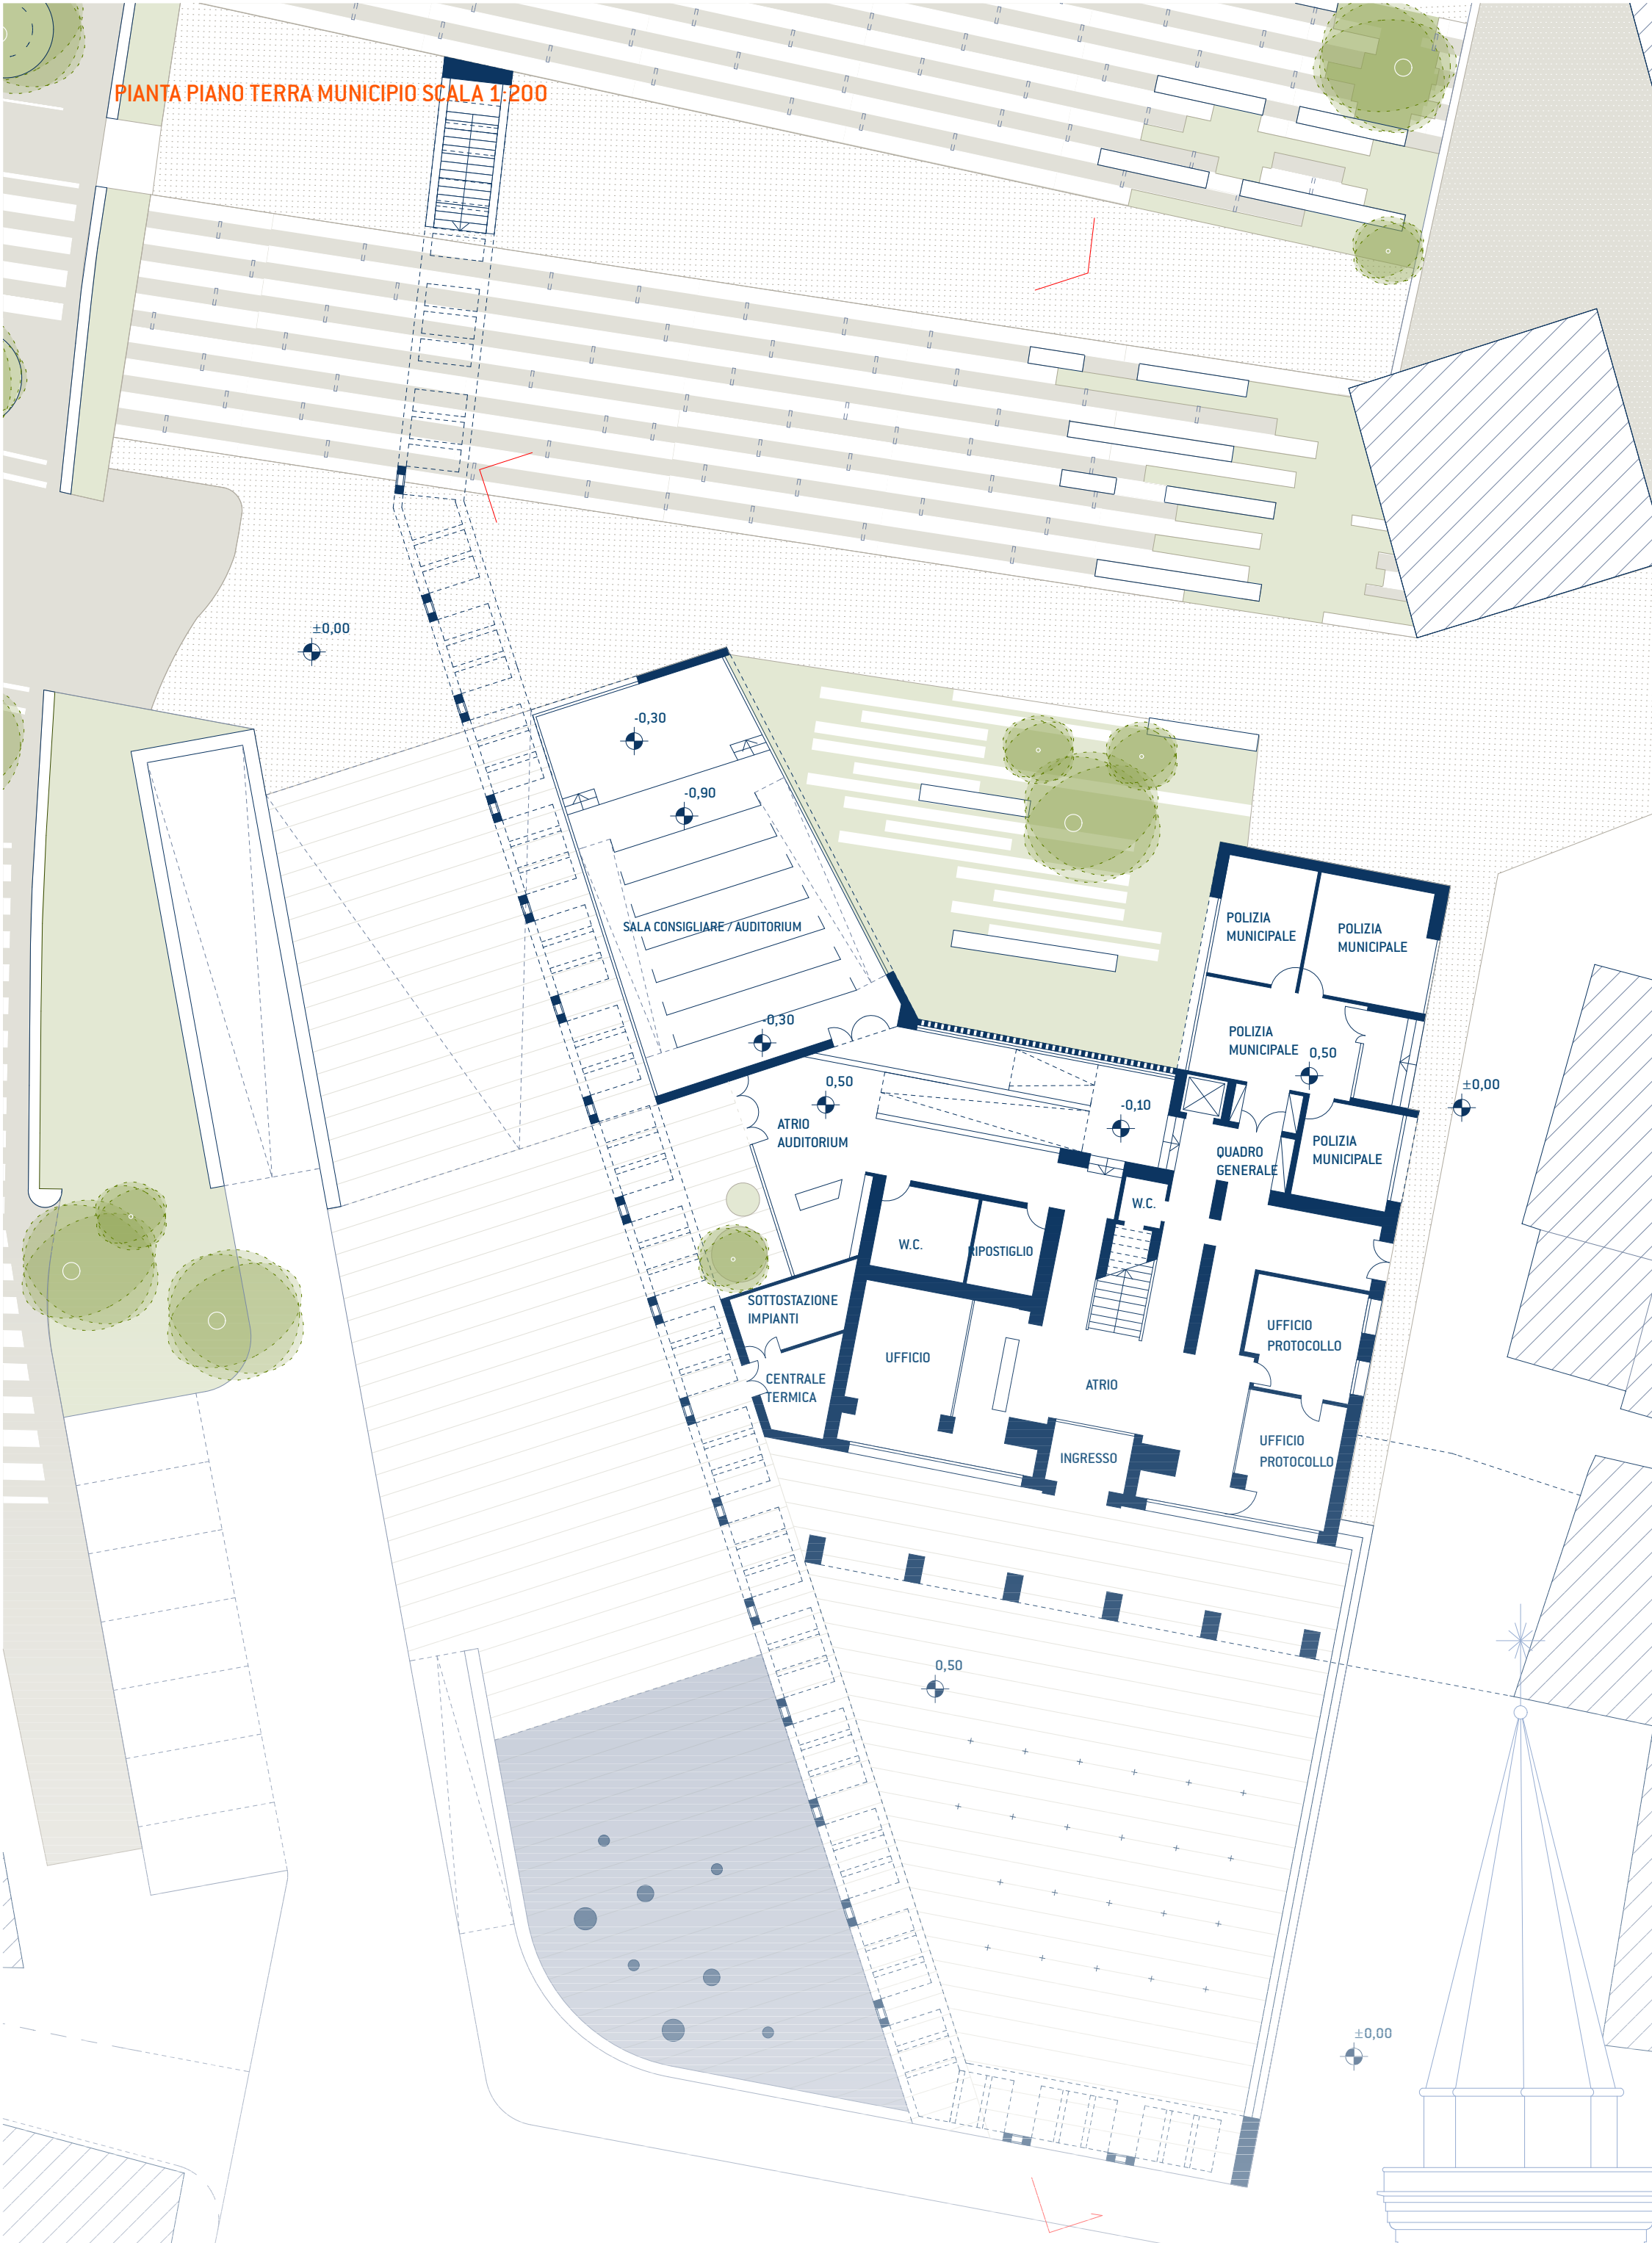 PIANTA PIANO TERRA MUNICIPIO SCALA 1:200
±0,00
-0,30
-0,90
SALA CONSIGLIARE / AUDITORIUM
-0,30
POLIZIA
MUNICIPALE
POLIZIA
MUNICIPALE
POLIZIA
MUNICIPALE
0,50
±0,00
0,50
ATRIO
AUDITORIUM
-0,10
QUADRO
GENERALE
POLIZIA
MUNICIPALE
W.C.
W.C.
RIPOSTIGLIO
SOTTOSTAZIONE
IMPIANTI
UFFICIO
PROTOCOLLO
UFFICIO
CENTRALE
TERMICA
ATRIO
INGRESSO
UFFICIO
PROTOCOLLO
0,50
±0,00